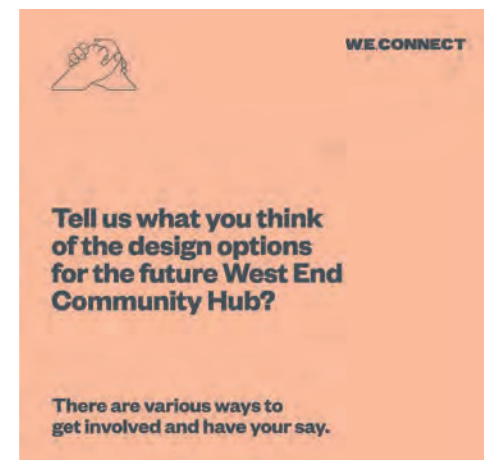 W.E.CONNECT
Tell us what you think
of the design options
for the future West End
Community Hub?
There are various ways to
get involved and have your say.